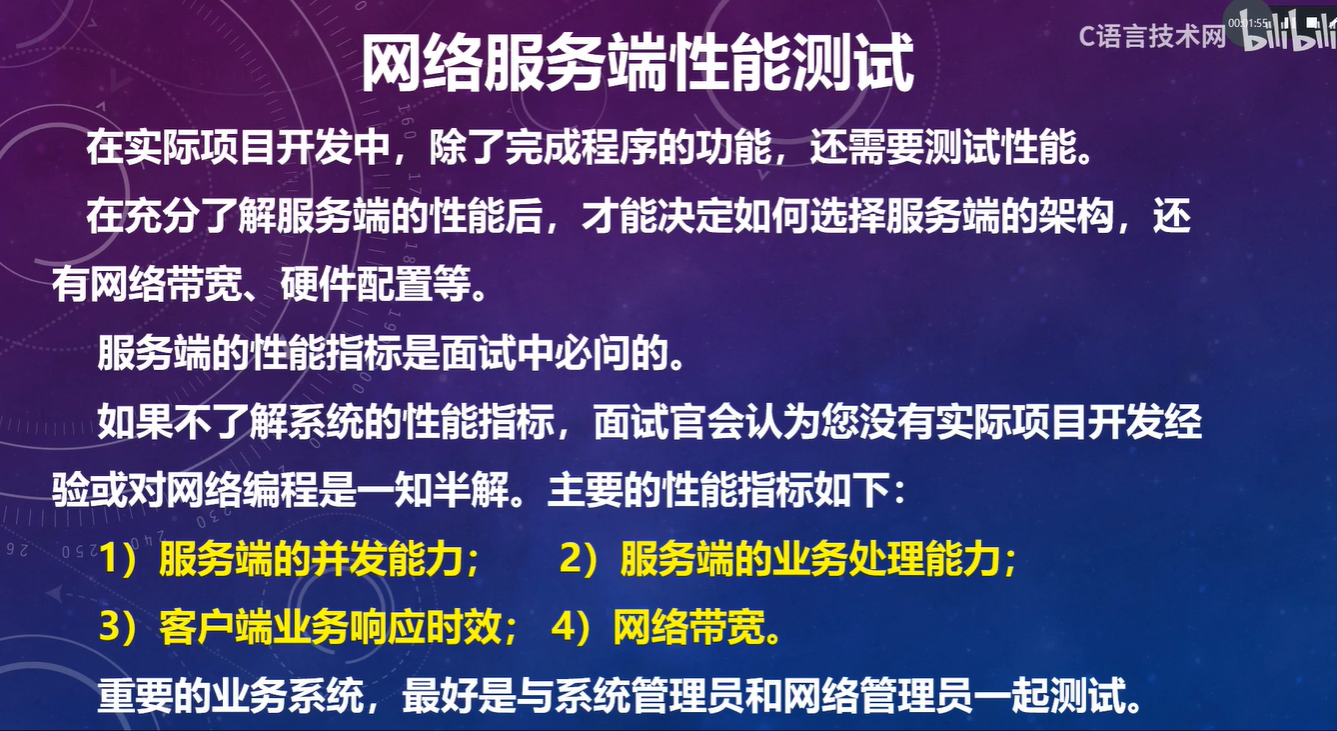 00:01:55
C语言技术网
bilibili
网络服务端性能测试
在实际项目开发中，除了完成程序的功能，还需要测试性能。
在充分了解服务端的性能后，才能决定如何选择服务端的架构，还
有网络带宽、硬件配置等。
服务端的性能指标是面试中必问的。
如果不了解系统的性能指标，面试官会认为您没有实际项目开发经
验或对网络编程是一知半解。主要的性能指标如下：
1）服务端的并发能力； 2）服务端的业务处理能力；
3）客户端业务响应时效； 4）网络带宽。
重要的业务系统，最好是与系统管理员和网络管理员一起测试。
160
230
240
250
26